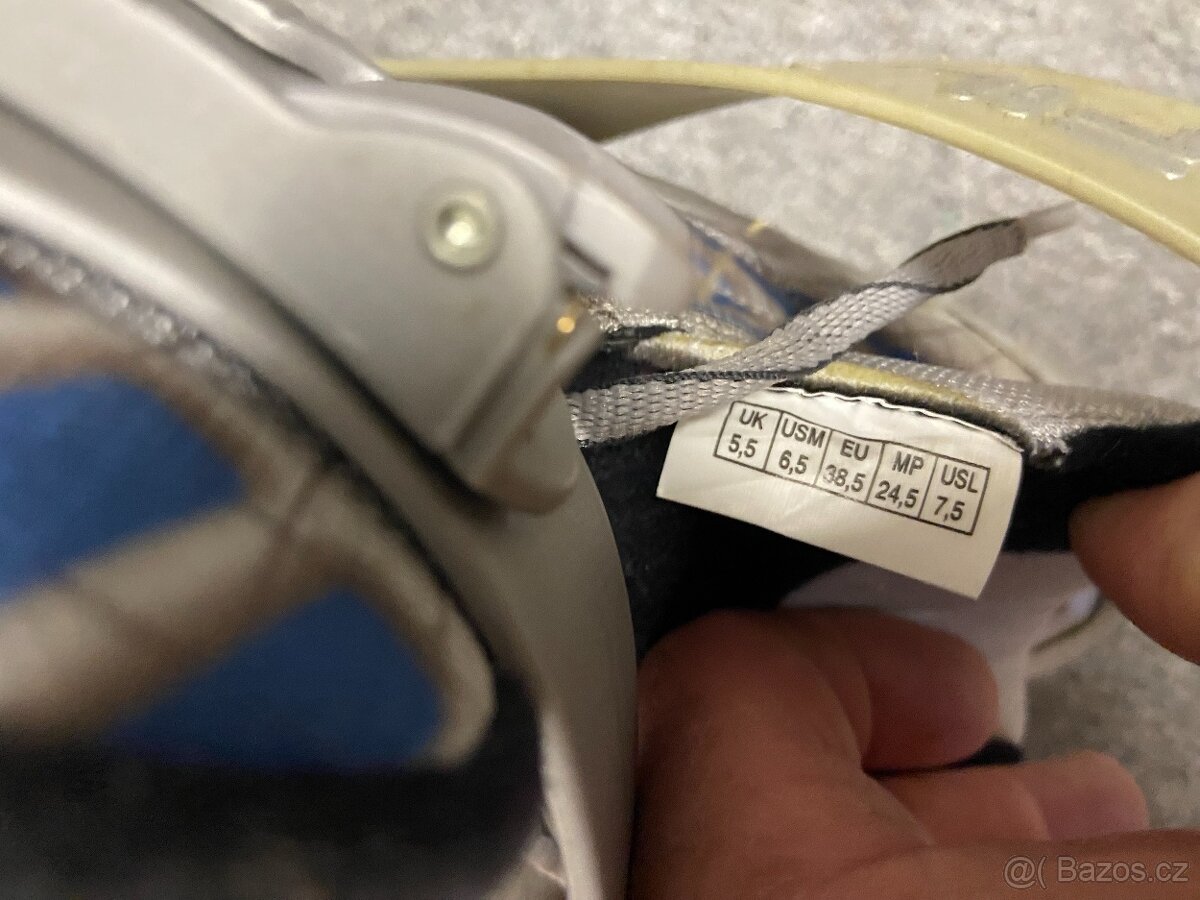 UK USM EU MP USL
5,5 6,5 38,5 24,5 7,5
@( Bazos.cz